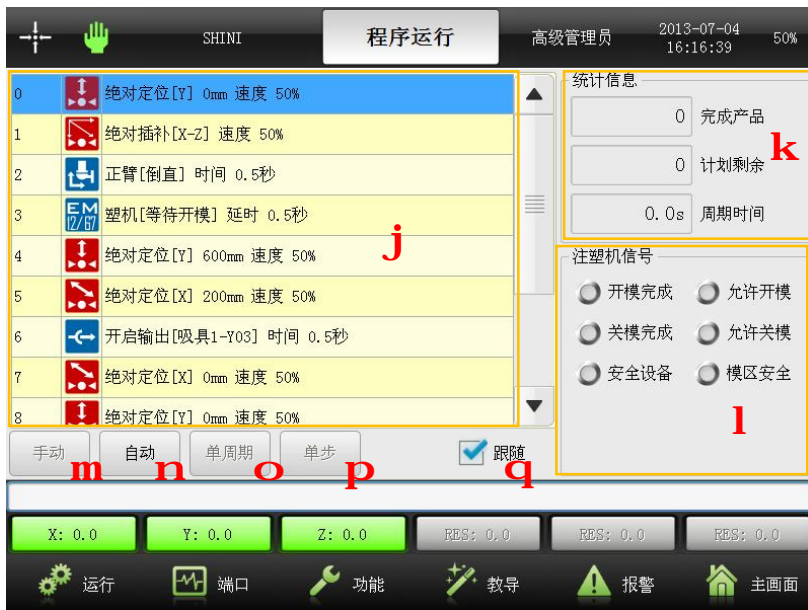 SHINI 程序运行 高级管理员 2013-07-04 16:16:39 50%
0 绝对定位[Y] 0mm 速度 50%
1 绝对插补[X-Z] 速度 50%
2 正臂[倒直] 时间 0.5秒
3 EM 12/67 塑机[等待开模] 延时 0.5秒
4 绝对定位[Y] 600mm 速度 50%
5 绝对定位[X] 200mm 速度 50%
6 开启输出[吸具1-Y03] 时间 0.5秒
7 绝对定位[X] 0mm 速度 50%
8 绝对定位[Y] 0mm 速度 50%
j
统计信息
0 完成产品
0 计划剩余
0.0s 周期时间
k
注塑机信号
开模完成 允许开模
关模完成 允许关模
安全设备 模区安全
l
手动 m 自动 n 单周期 o 单步 p 跟随 q
X: 0.0 Y: 0.0 Z: 0.0 RES: 0.0 RES: 0.0 RES: 0.0
运行 端口 功能 教导 报警 主画面